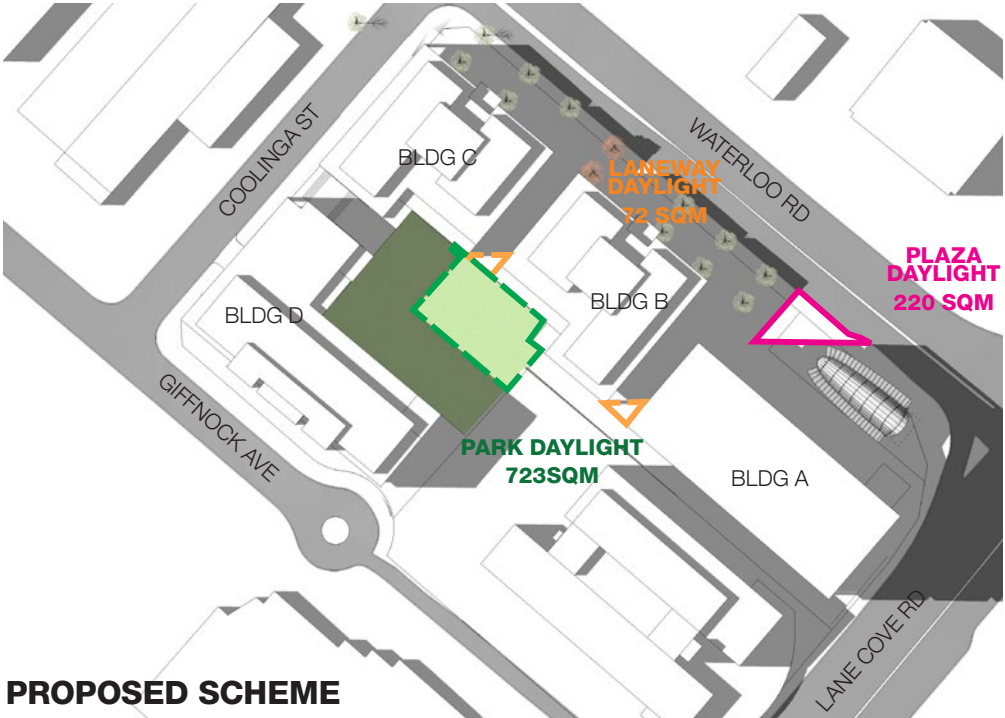 COOLINGA ST
WATERLOO RD
BLDG C
LANEWAY
DAYLIGHT
72 SQM
PLAZA
DAYLIGHT
220 SQM
BLDG D
BLDG B
GIFFNOCK AVE
PARK DAYLIGHT
723SQM
BLDG A
LANE COVE RD
PROPOSED SCHEME